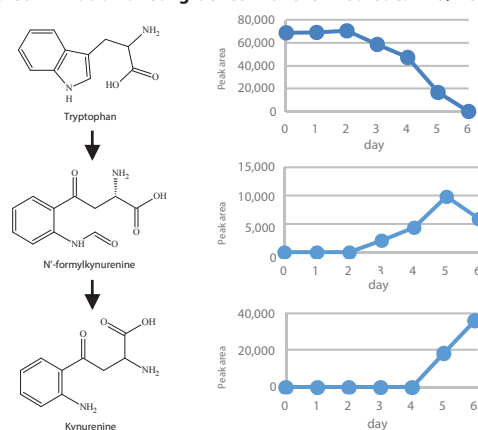 NH₂
HO
O
N
H
Tryptophan
O
NH₂
OH
O
NH
O
N'-formylkynurenine
O
O
OH
NH₂
NH₂
Kynurenine
80,000
60,000
40,000
20,000
0
Peak area
0 1 2 3 4 5 6
day
15,000
10,000
5,000
0
Peak area
0 1 2 3 4 5 6
day
40,000
20,000
0
Peak area
0 1 2 3 4 5 6
day